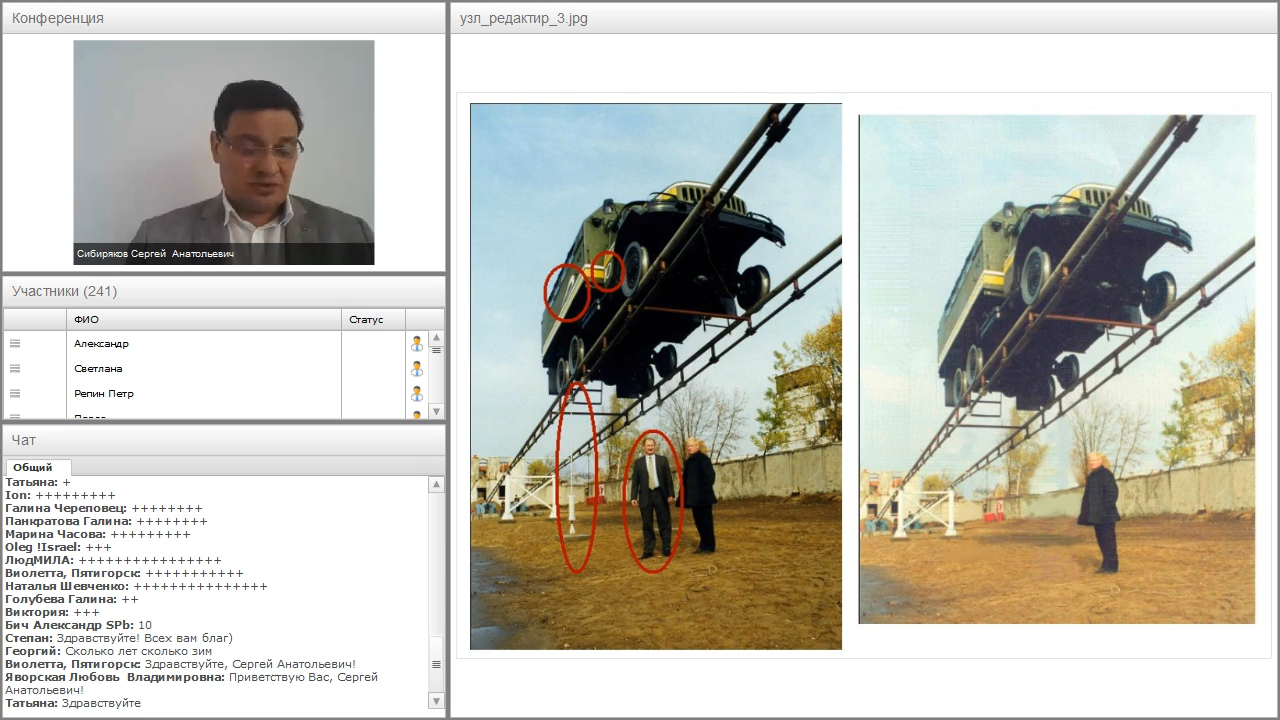 Конференция
Сибиряков Сергей Анатольевич
Участники (241)
ФИО
Статус
Александр
Светлана
Репин Петр
Чат
Общий
Татьяна: +
Ion: +++++++++
Галина Череповец: ++++++++
Панкратова Галина: ++++++++
Марина Часова: +++++++++
Oleg !Israel: +++
ЛюдМИЛА: ++++++++++++++++
Виолетта, Пятигорск: +++++++++++
Наталья Шевченко: +++++++++++++++
Голубева Галина: ++
Виктория: +++
Бич Александр SPb: 10
Степан: Здравствуйте! Всех вам благ)
Георгий: Сколько лет сколько зим
Виолетта, Пятигорск: Здравствуйте, Сергей Анатольевич!
Яворская Любовь Владимировна: Приветствую Вас, Сергей
Анатольевич!
Татьяна: Здравствуйте
узл_редактир_3.jpg